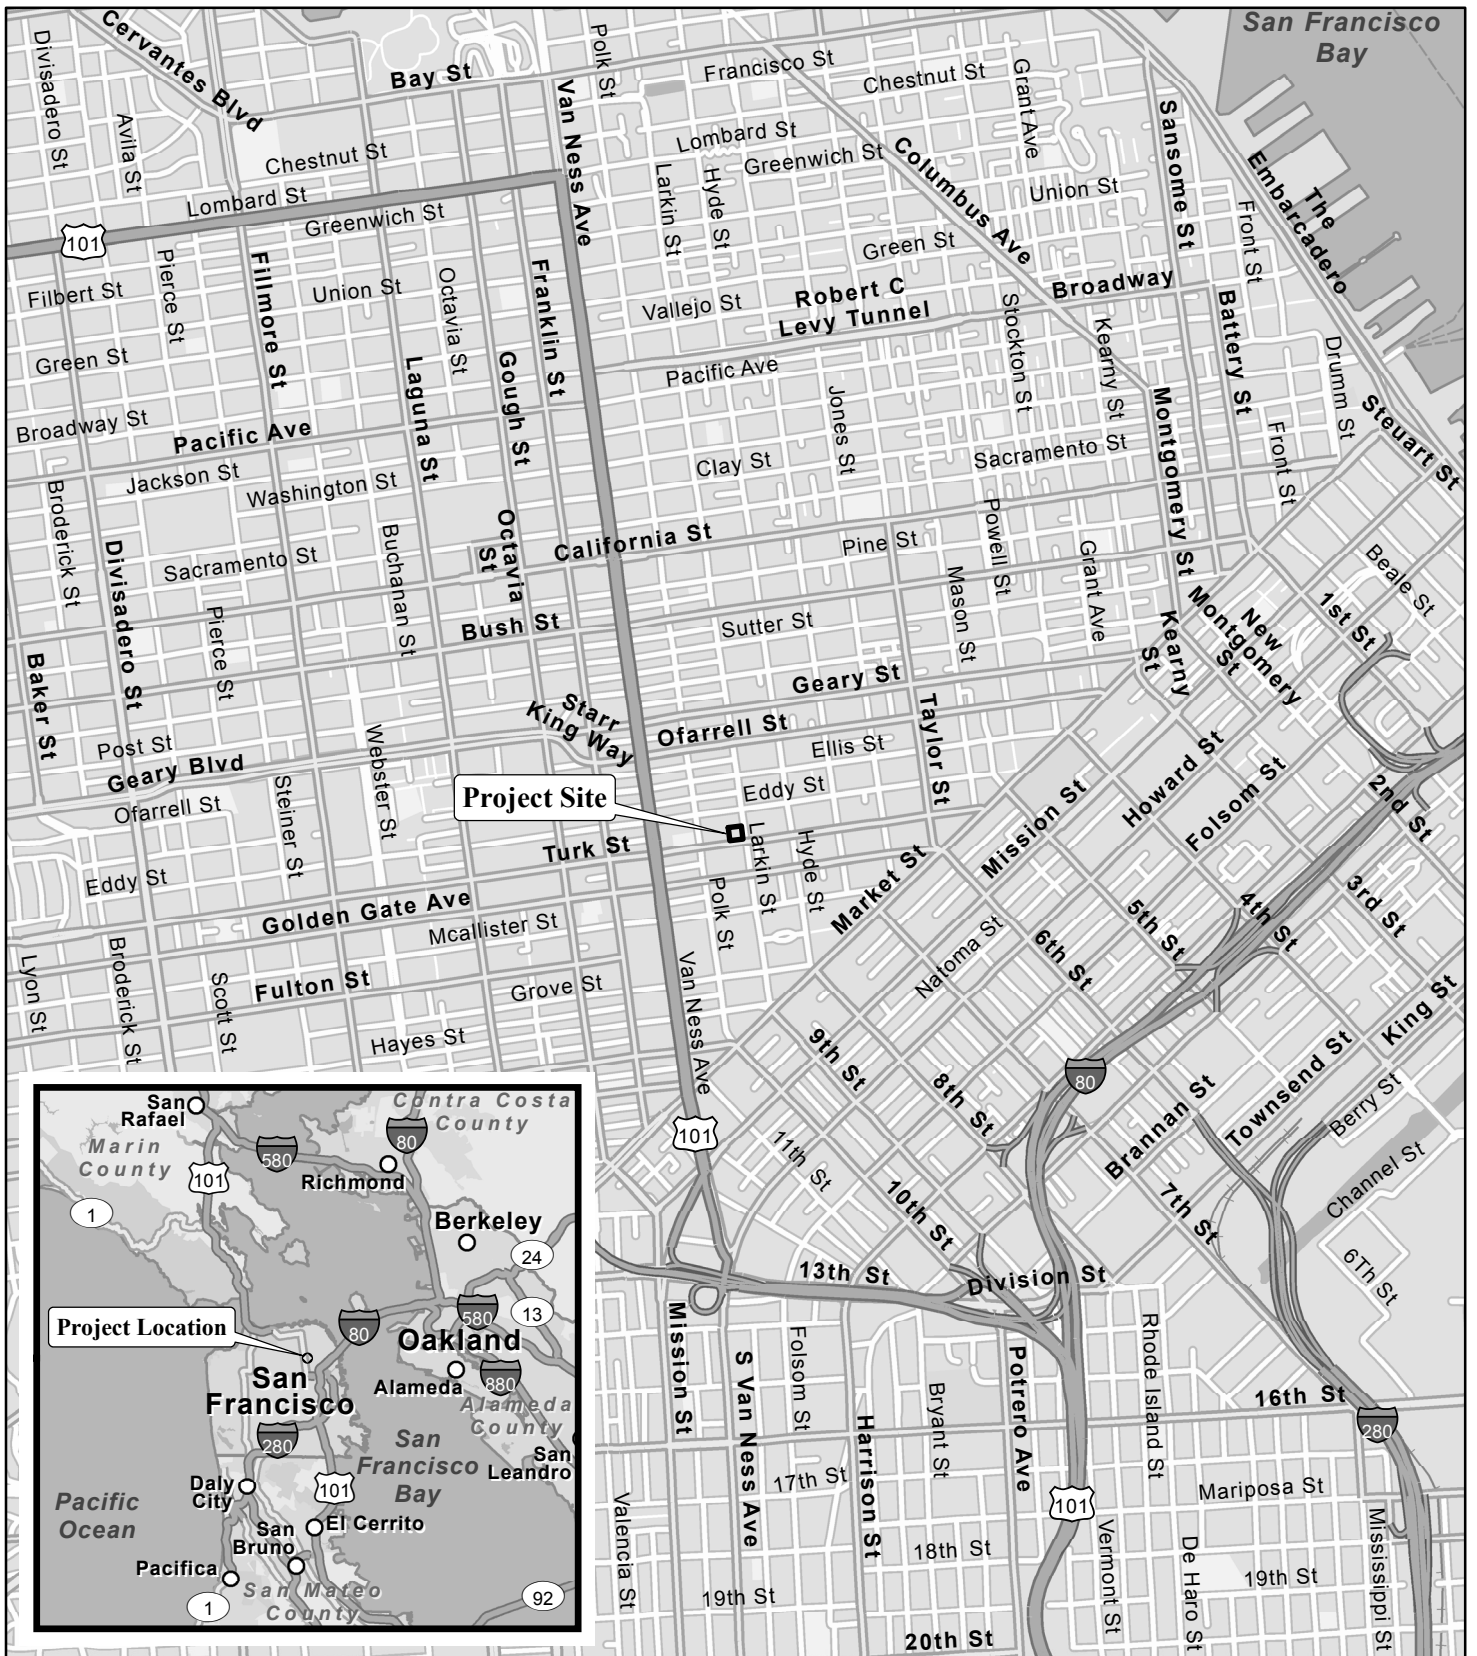 San Francisco
Bay
Cervantes Blvd
Divisadero St
Avila St
Bay St
Van Ness Ave
Polk St
Francisco St
Chestnut St
Grant Ave
Sansome St
The
Embarcadero
Chestnut St
Lombard St
Greenwich St
Columbus Ave
Union St
Front St
Larkin St
Hyde St
Lombard St
Greenwich St
101
Green St
Filbert St
Pierce St
Fillmore St
Union St
Octavia St
Franklin St
Vallejo St
Robert C
Levy Tunnel
Broadway
Stockton St
Kearny St
Battery St
Drumm St
Green St
Laguna St
Gough St
Pacific Ave
Jones St
Montgomery St
Steuart St
Broadway St
Pacific Ave
Jackson St
Washington St
Clay St
Sacramento St
Front St
Broderick St
Divisadero St
Sacramento St
Buchanan St
Octavia
St
California St
Pine St
Powell St
Mason St
Grant Ave
Beale St
1st St
Bush St
Sutter St
Kearny
St
Montgomery
St
New
Montgomery
Baker St
Pierce St
Geary St
Starr
King Way
Ofarrell St
Taylor St
Post St
Geary Blvd
Ofarrell St
Webster St
Steiner St
Ellis St
Eddy St
Project Site
Mission St
Howard St
Folsom St
2nd St
Turk St
Larkin St
Hyde St
Market St
Eddy St
Golden Gate Ave
Mcallister St
Polk St
Natoma St
6th St
5th St
4th St
3rd St
Lyon St
Broderick St
Scott St
Fulton St
Grove St
Hayes St
Van Ness Ave
9th St
8th St
80
Brannan St
Townsend St
King St
Berry St
Channel St
101
11th St
10th St
7th St
6Th St
13th St
Division St
Mission St
S Van Ness Ave
Folsom St
Harrison St
Bryant St
Potrero Ave
Rhode Island St
16th St
280
17th St
Mariposa St
101
Valencia St
18th St
Vermont St
De Haro St
19th St
Mississippi St
19th St
20th St
San
Rafael
Contra Costa
County
Marin
County
580
80
101
Richmond
1
Berkeley
24
Project Location
80
580
13
Oakland
San
Francisco
Alameda
880
Alameda
County
280
San
Francisco
Bay
San
Leandro
Daly
City
101
Pacific
Ocean
San
Bruno
El Cerrito
Pacifica
San Mateo
County
1
92